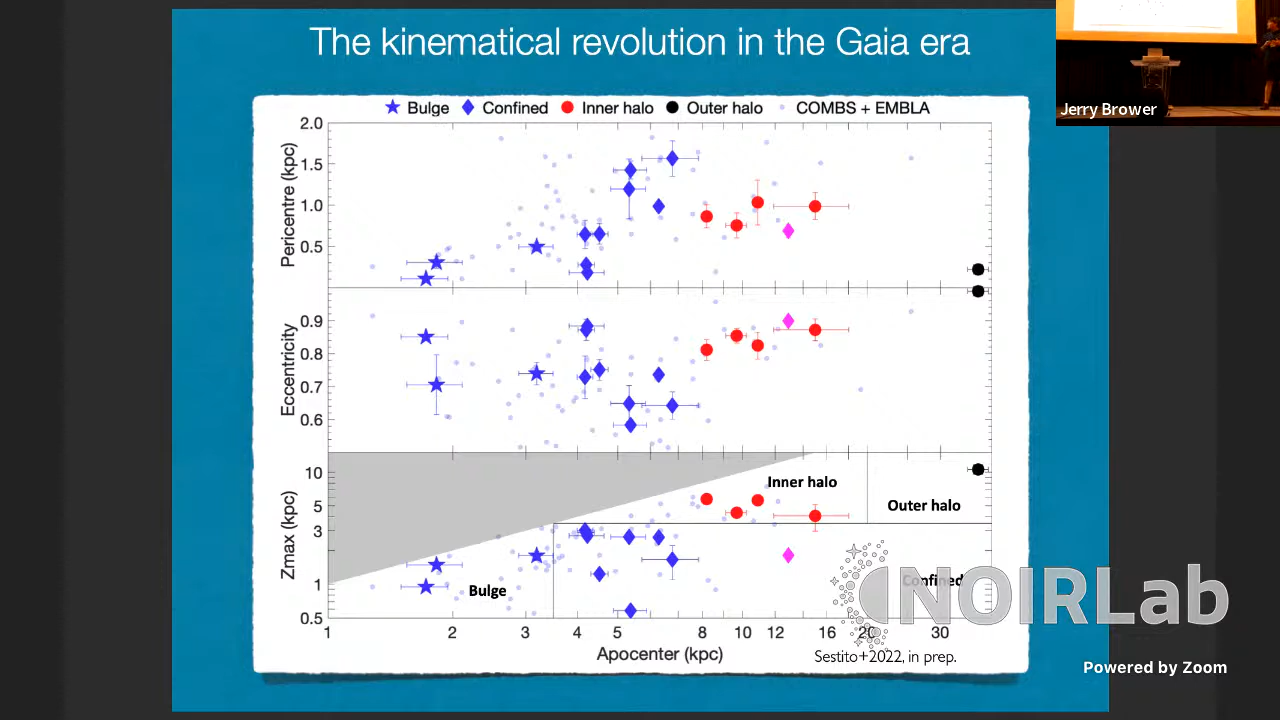 The kinematical revolution in the Gaia era
Jerry Brower
Bulge Confined Inner halo Outer halo COMBS + EMBLA
Pericentre (kpc)
2.0
1.5
1.0
0.5
Eccentricity
0.9
0.8
0.7
0.6
Zmax (kpc)
10
5
3
1
0.5
Inner halo
Outer halo
Bulge
Confined
1 2 3 4 5 8 10 12 16 20 30
Apocenter (kpc)
Sestito+2022, in prep.
NOIRLab
Powered by Zoom